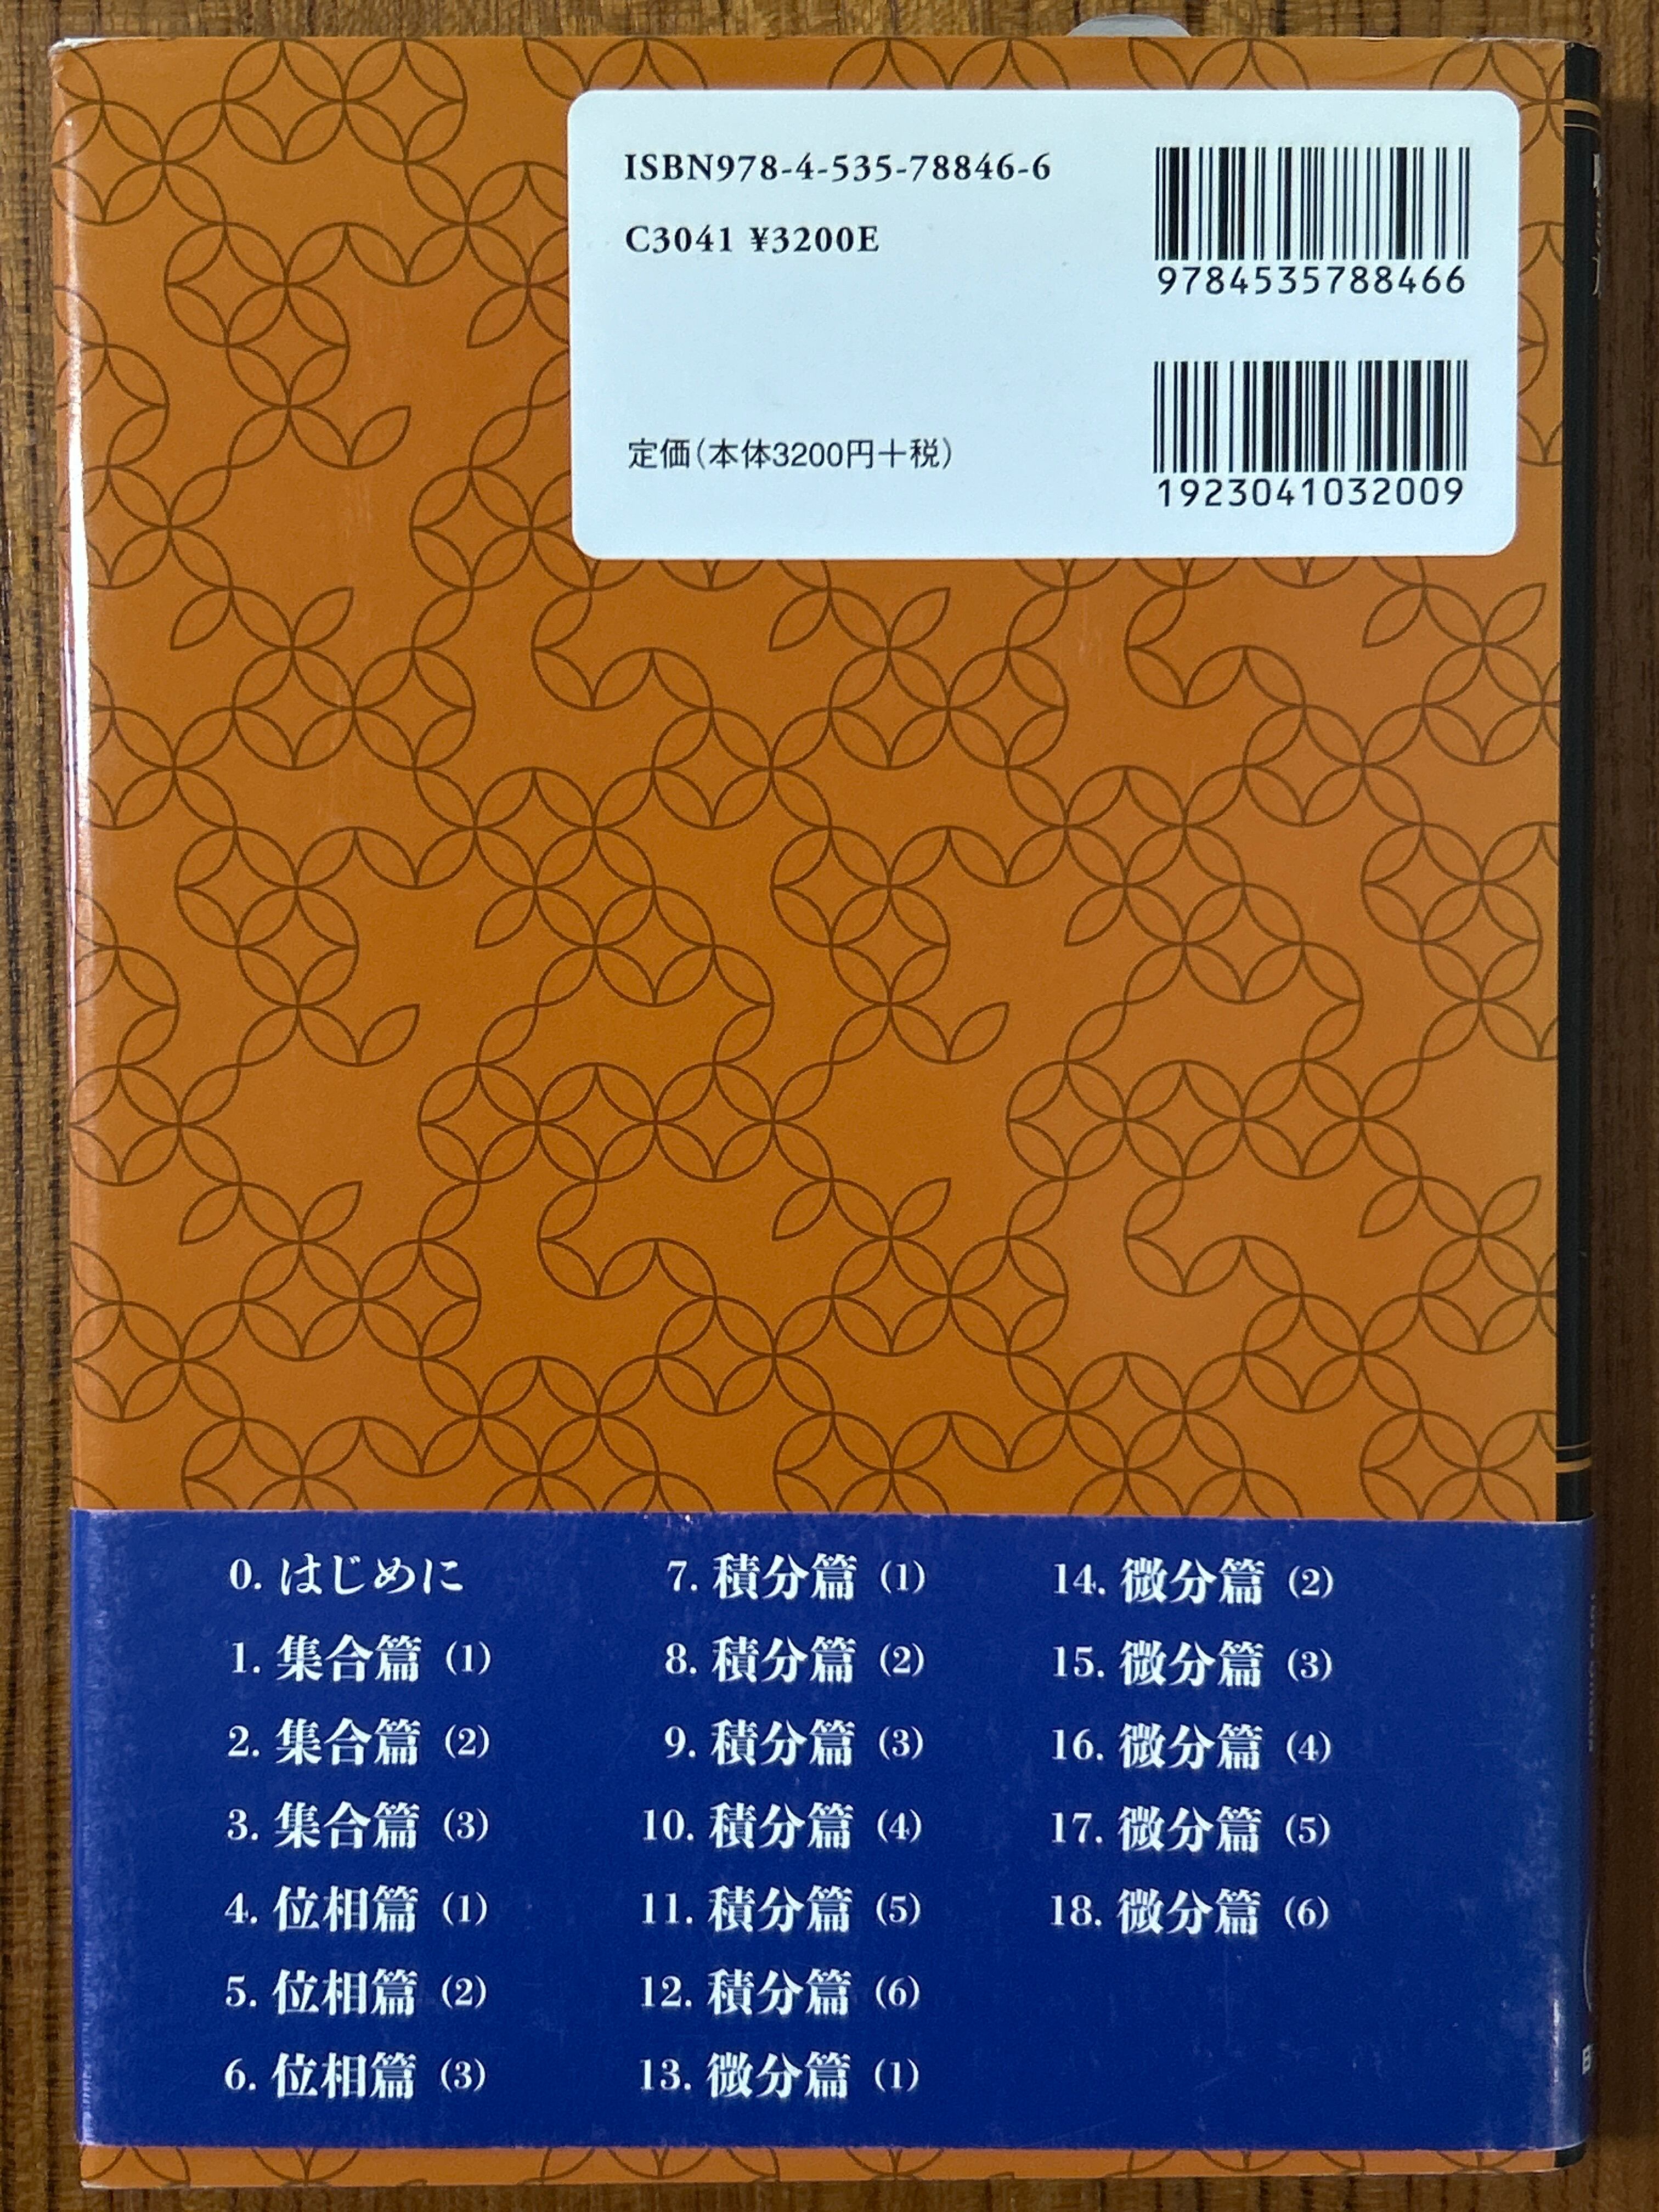 ISBN978-4-535-78846-6
C3041 ¥3200E
9784535788466
定価(本体3200円+税)
1923041032009
0. はじめに
1. 集合篇 (1)
2. 集合篇 (2)
3. 集合篇 (3)
4. 位相篇 (1)
5. 位相篇 (2)
6. 位相篇 (3)
7. 積分篇 (1)
8. 積分篇 (2)
9. 積分篇 (3)
10. 積分篇 (4)
11. 積分篇 (5)
12. 積分篇 (6)
13. 微分篇 (1)
14. 微分篇 (2)
15. 微分篇 (3)
16. 微分篇 (4)
17. 微分篇 (5)
18. 微分篇 (6)